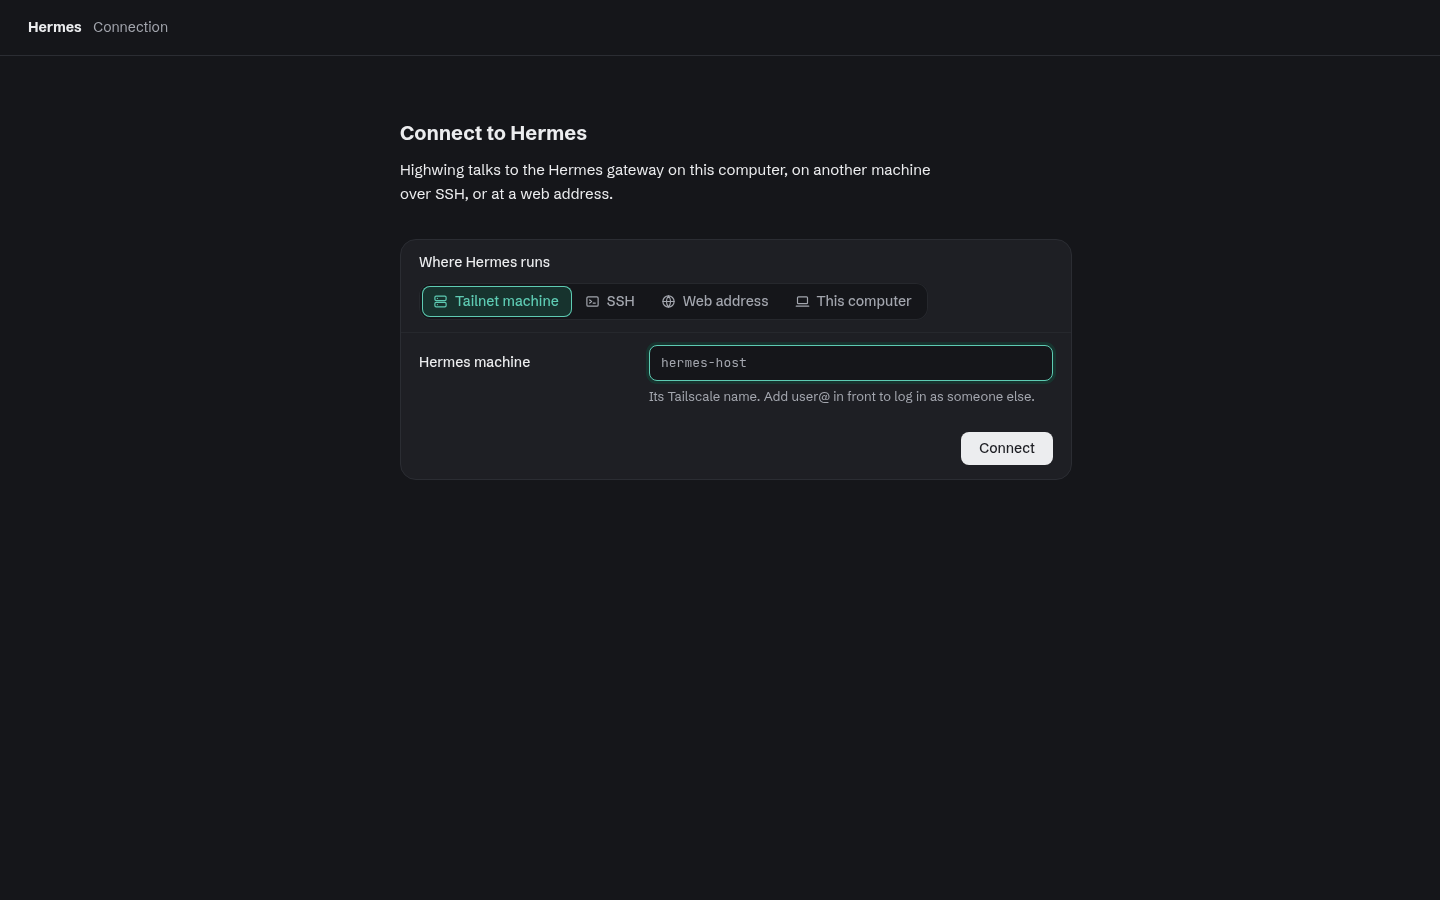 Hermes Connection
Connect to Hermes
Highwing talks to the Hermes gateway on this computer, on another machine
over SSH, or at a web address.
Where Hermes runs
Tailnet machine SSH Web address This computer
Hermes machine
hermes-host
Its Tailscale name. Add user@ in front to log in as someone else.
Connect